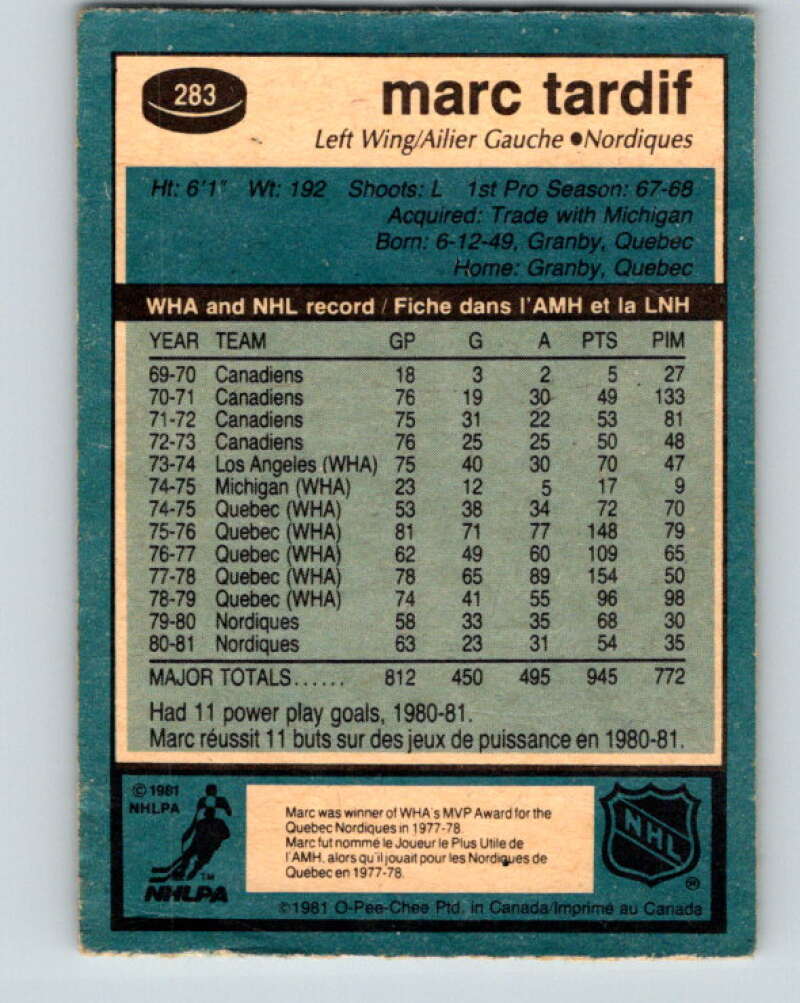 283
marc tardif
Left Wing/Ailier Gauche ●Nordiques
Ht: 6'1" Wt: 192 Shoots: L 1st Pro Season: 67-68
Acquired: Trade with Michigan
Born: 6-12-49, Granby, Quebec
Home: Granby, Quebec
WHA and NHL record / Fiche dans l'AMH et la LNH
YEAR TEAM GP G A PTS PIM
69-70 Canadiens 18 3 2 5 27
70-71 Canadiens 76 19 30 49 133
71-72 Canadiens 75 31 22 53 81
72-73 Canadiens 76 25 25 50 48
73-74 Los Angeles (WHA) 75 40 30 70 47
74-75 Michigan (WHA) 23 12 5 17 9
74-75 Quebec (WHA) 53 38 34 72 70
75-76 Quebec (WHA) 81 71 77 148 79
76-77 Quebec (WHA) 62 49 60 109 65
77-78 Quebec (WHA) 78 65 89 154 50
78-79 Quebec (WHA) 74 41 55 96 98
79-80 Nordiques 58 33 35 68 30
80-81 Nordiques 63 23 31 54 35
MAJOR TOTALS...... 812 450 495 945 772
Had 11 power play goals, 1980-81.
Marc réussit 11 buts sur des jeux de puissance en 1980-81.
© 1981
NHLPA
TM
NHLPA
Marc was winner of WHA's MVP Award for the
Quebec Nordiques in 1977-78.
Marc fut nommé le Joueur le Plus Utile de
l'AMH, alors qu'il jouait pour les Nordiques de
Québec en 1977-78.
NHL
®
©1981 O-Pee-Chee Ptd. in Canada/Imprimé au Canada